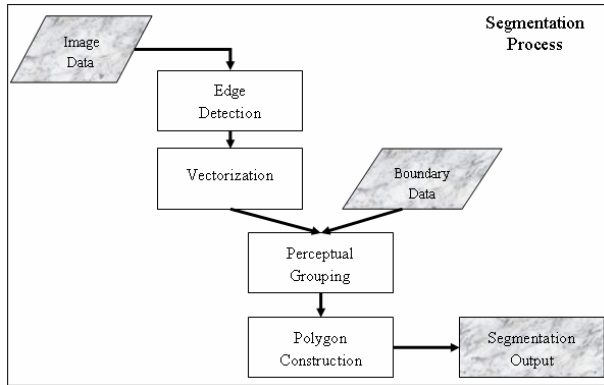 Segmentation
Process
Image
Data
Edge
Detection
Vectorization
Boundary
Data
Perceptual
Grouping
Polygon
Construction
Segmentation
Output